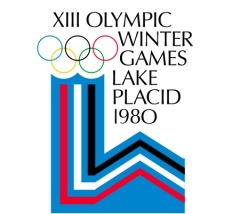 XIII OLYMPIC
WINTER
GAMES
LAKE
PLACID
1980